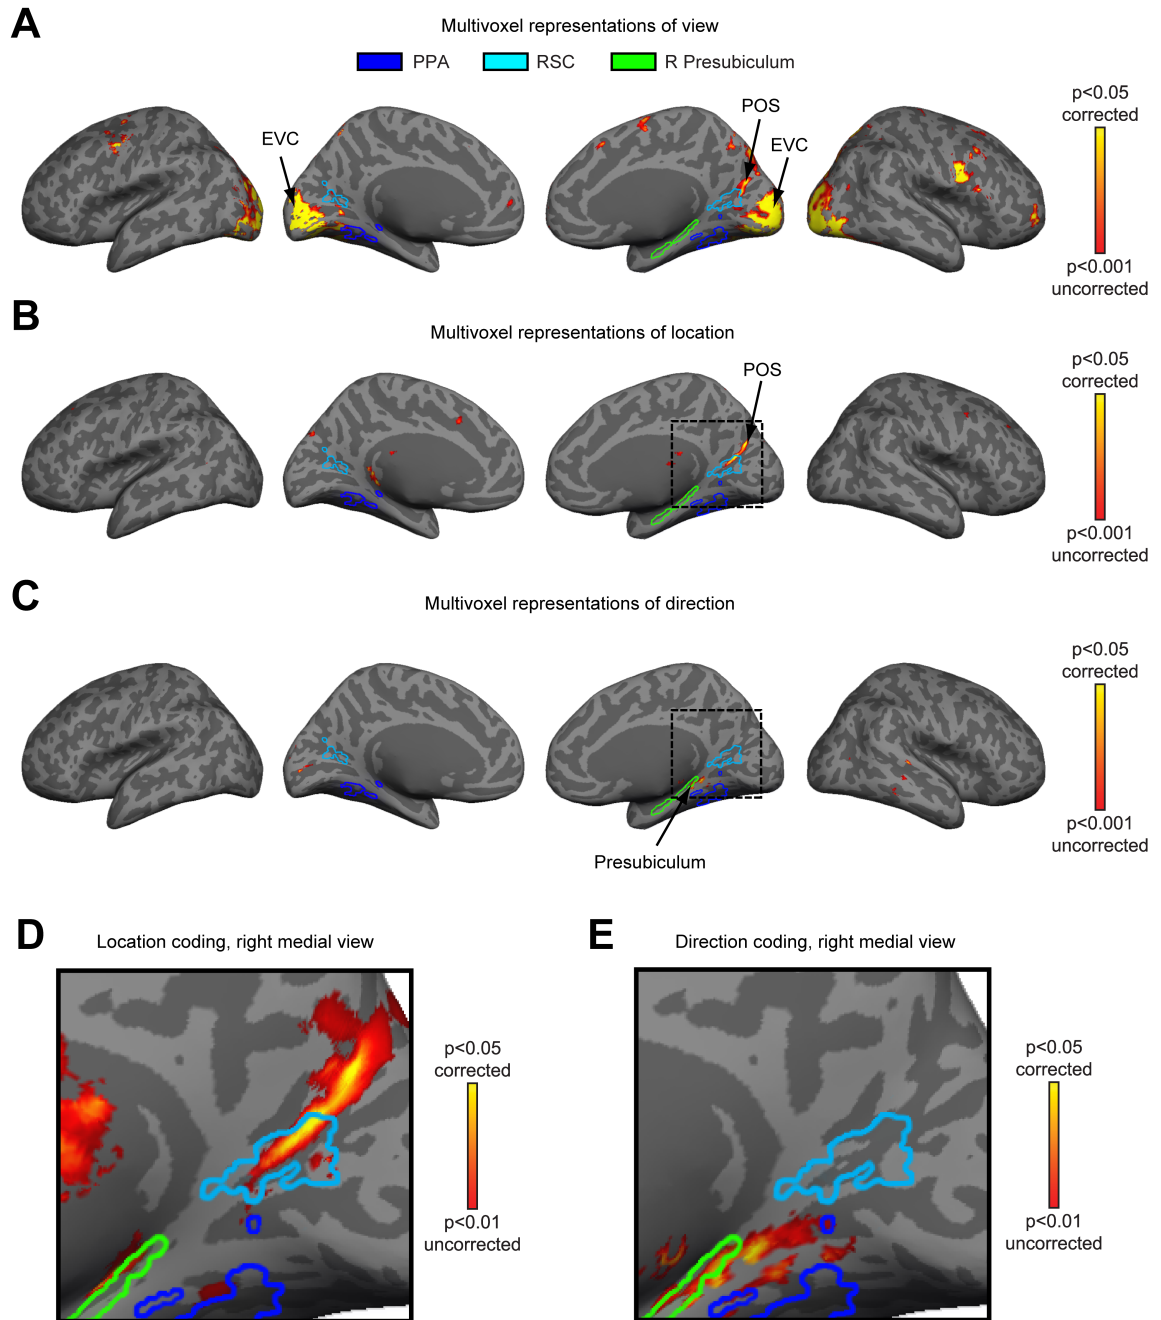 A
Multivoxel representations of view
PPA
RSC
R Presubiculum
EVC
POS
EVC
p<0.05
corrected
p<0.001
uncorrected
B
Multivoxel representations of location
POS
p<0.05
corrected
p<0.001
uncorrected
C
Multivoxel representations of direction
Presubiculum
p<0.05
corrected
p<0.001
uncorrected
D
Location coding, right medial view
p<0.05
corrected
p<0.01
uncorrected
E
Direction coding, right medial view
p<0.05
corrected
p<0.01
uncorrected